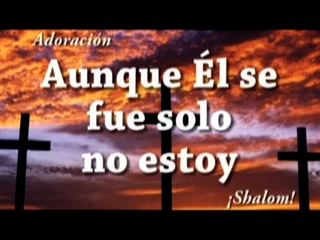 Adoración
Aunque Él se
fue solo
no estoy
¡Shalom!